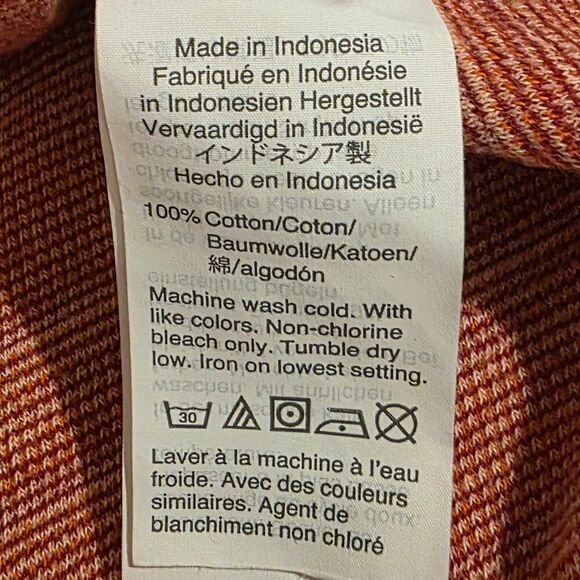 Made in Indonesia
Fabriqué en Indonésie
in Indonesien Hergestellt
Vervaardigd in Indonesië
インドネシア製
Hecho en Indonesia
100% Cotton/Coton/
Baumwolle/Katoen/
綿/algodón
Machine wash cold. With
like colors. Non-chlorine
bleach only. Tumble dry
low. Iron on lowest setting.
30
Laver à la machine à l'eau
froide. Avec des couleurs
similaires. Agent de
blanchiment non chloré